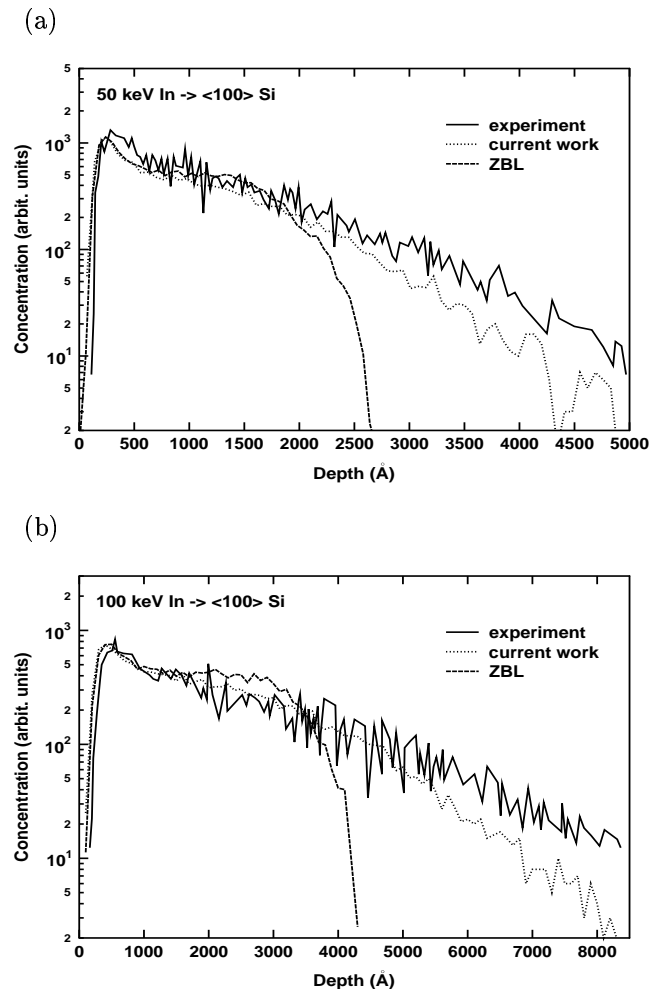 (a)
50 keV In -> <100> Si
experiment
current work
ZBL
Concentration (arbit. units)
5
2
10³
5
2
10²
5
2
10¹
5
2
0 500 1000 1500 2000 2500 3000 3500 4000 4500 5000
Depth (Å)
(b)
100 keV In -> <100> Si
experiment
current work
ZBL
Concentration (arbit. units)
2
10³
5
2
10²
5
2
10¹
5
2
0 1000 2000 3000 4000 5000 6000 7000 8000
Depth (Å)